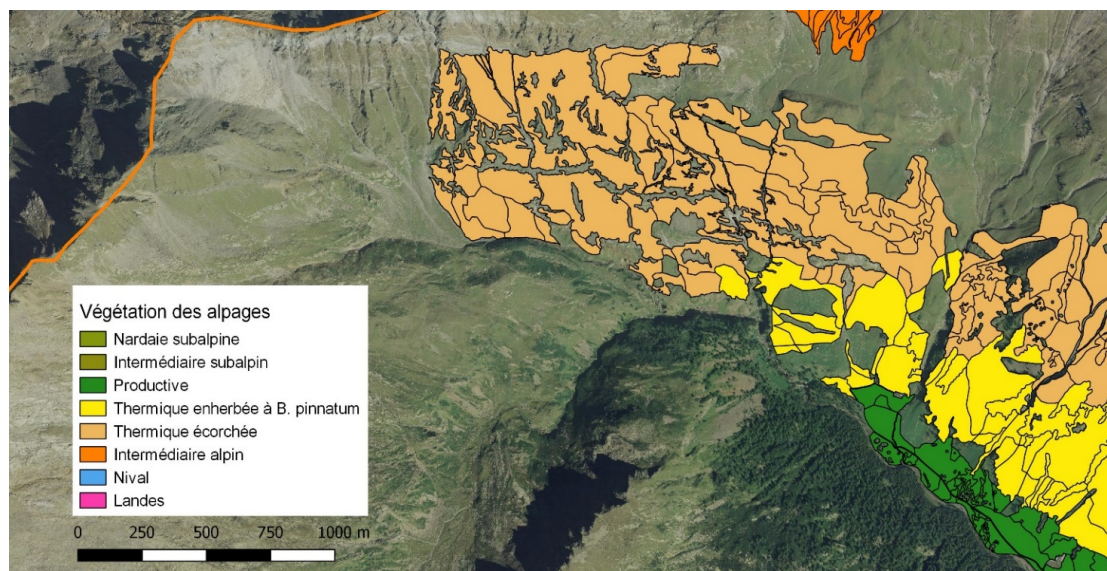 Végétation des alpages
Nardaie subalpine
Intermédiaire subalpin
Productive
Thermique enherbée à B. pinnatum
Thermique écorchée
Intermédiaire alpin
Nival
Landes
0 250 500 750 1000 m